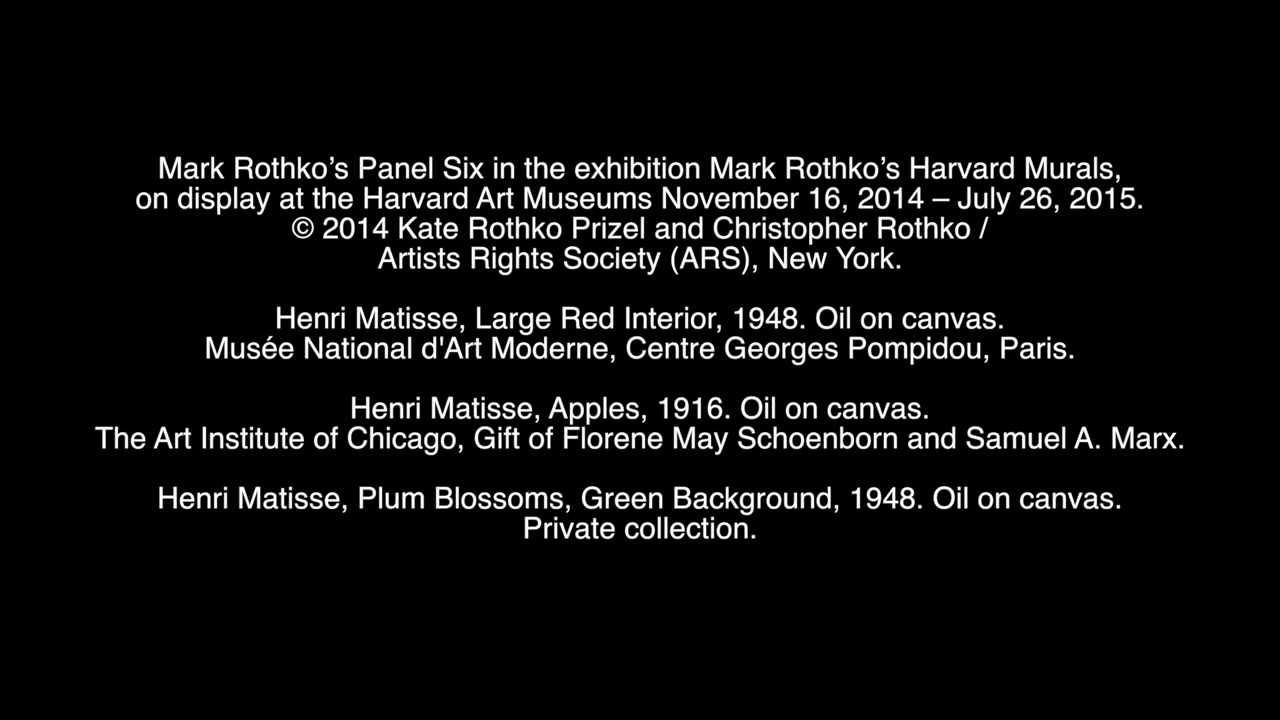 Mark Rothko’s Panel Six in the exhibition Mark Rothko’s Harvard Murals,
on display at the Harvard Art Museums November 16, 2014 – July 26, 2015.
© 2014 Kate Rothko Prizel and Christopher Rothko /
Artists Rights Society (ARS), New York.
Henri Matisse, Large Red Interior, 1948. Oil on canvas.
Musée National d'Art Moderne, Centre Georges Pompidou, Paris.
Henri Matisse, Apples, 1916. Oil on canvas.
The Art Institute of Chicago, Gift of Florene May Schoenborn and Samuel A. Marx.
Henri Matisse, Plum Blossoms, Green Background, 1948. Oil on canvas.
Private collection.